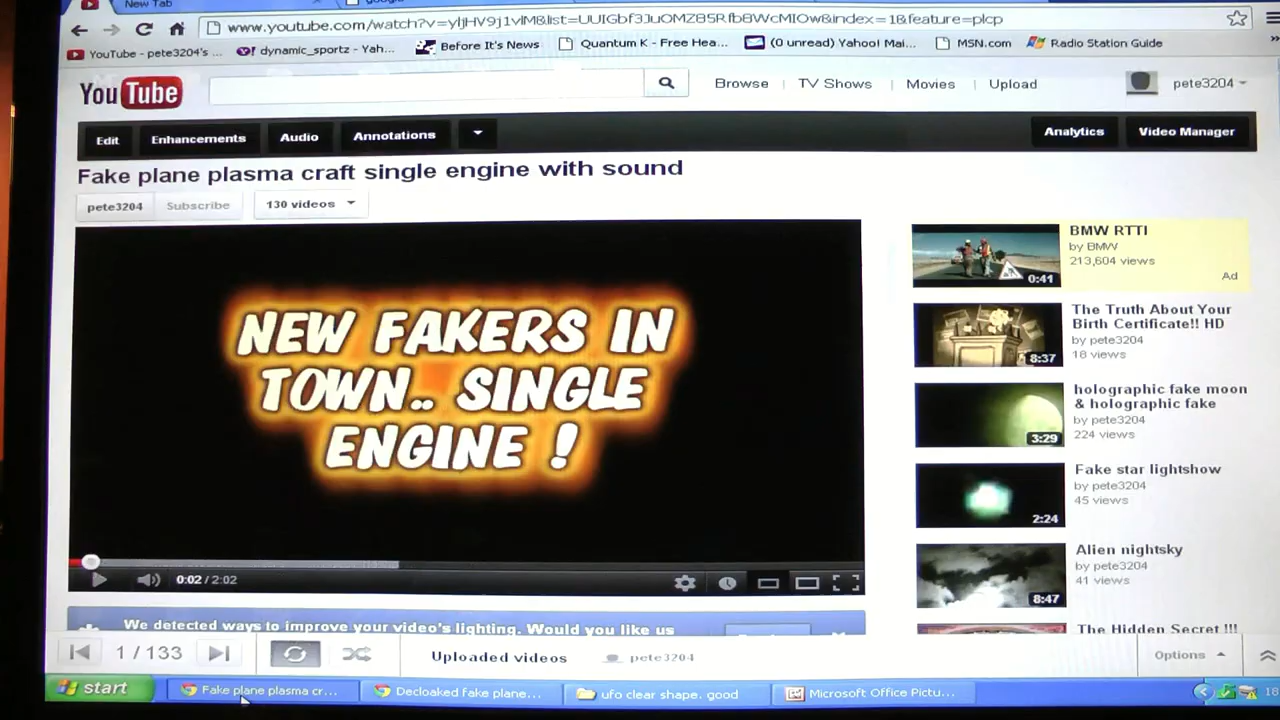 New Tab
www.youtube.com/watch?v=yljHV9j1vlM&list=UUIGbf3JuOMZ85Rfb8WcMIOw&index=1&feature=plcp
YouTube - pete3204's ...
dynamic_sportz - Yah...
Before It's News
Quantum K - Free Hea...
(0 unread) Yahoo! Mai...
MSN.com
Radio Station Guide
YouTube
Browse
TV Shows
Movies
Upload
pete3204
Edit
Enhancements
Audio
Annotations
Analytics
Video Manager
Fake plane plasma craft single engine with sound
pete3204
Subscribe
130 videos
NEW FAKERS IN
TOWN.. SINGLE
ENGINE !
0:02 / 2:02
BMW RTTI
by BMW
213,604 views
Ad
0:41
The Truth About Your
Birth Certificate!! HD
by pete3204
18 views
8:37
holographic fake moon
& holographic fake
by pete3204
224 views
3:29
Fake star lightshow
by pete3204
45 views
2:24
Alien nightsky
by pete3204
41 views
8:47
The Hidden Secret !!!
We detected ways to improve your video's lighting. Would you like us
1 / 133
Uploaded videos
pete3204
Options
start
Fake plane plasma cr...
Decloaked fake plane...
ufo clear shape. good
Microsoft Office Pictu...
18